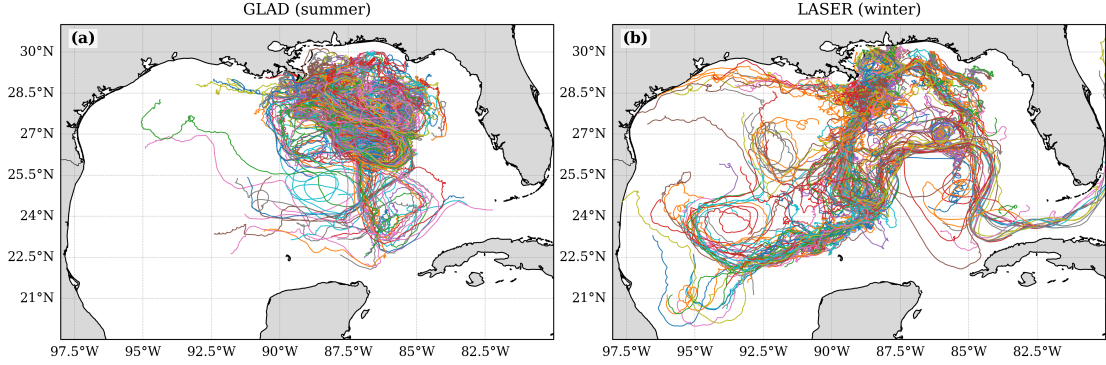 GLAD (summer)
LASER (winter)
(a)
(b)
30°N
28.5°N
27°N
25.5°N
24°N
22.5°N
21°N
30°N
28.5°N
27°N
25.5°N
24°N
22.5°N
21°N
97.5°W 95°W 92.5°W 90°W 87.5°W 85°W 82.5°W
97.5°W 95°W 92.5°W 90°W 87.5°W 85°W 82.5°W